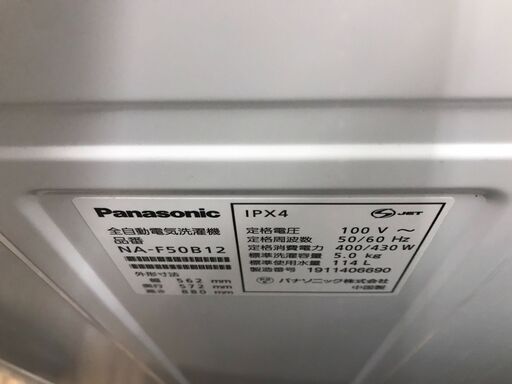 Panasonic
全自動電気洗濯機
品番
NA-F50B12
外形寸法
幅 562 mm
奥行 572 mm
高さ 880 mm
IPX4
JET
定格電圧 100 V ～
定格周波数 50/60 Hz
定格消費電力 400/430 W
標準洗濯容量 5.0 kg
標準使用水量 114 L
製造番号 1911406690
パナソニック株式会社
中国製